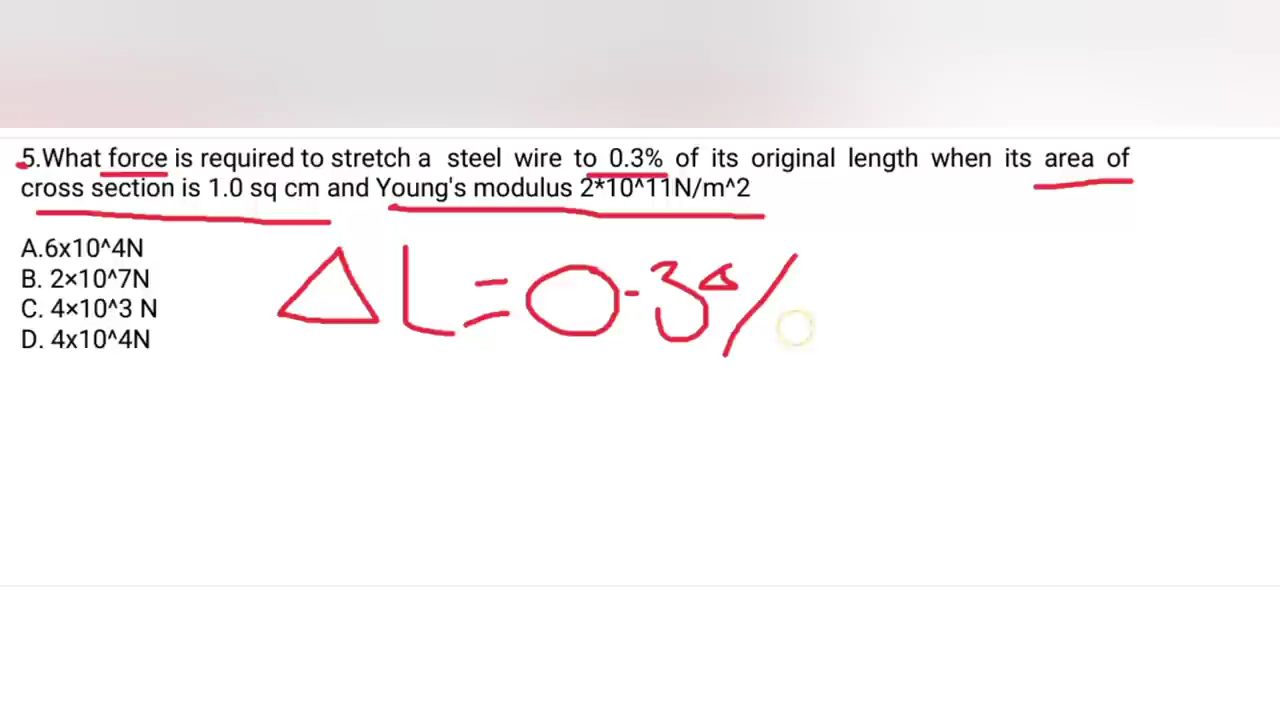 5.What force is required to stretch a steel wire to 0.3% of its original length when its area of
cross section is 1.0 sq cm and Young's modulus 2*10^11N/m^2
A.6x10^4N
B. 2×10^7N
C. 4×10^3 N
D. 4x10^4N
Δ L = 0.3%